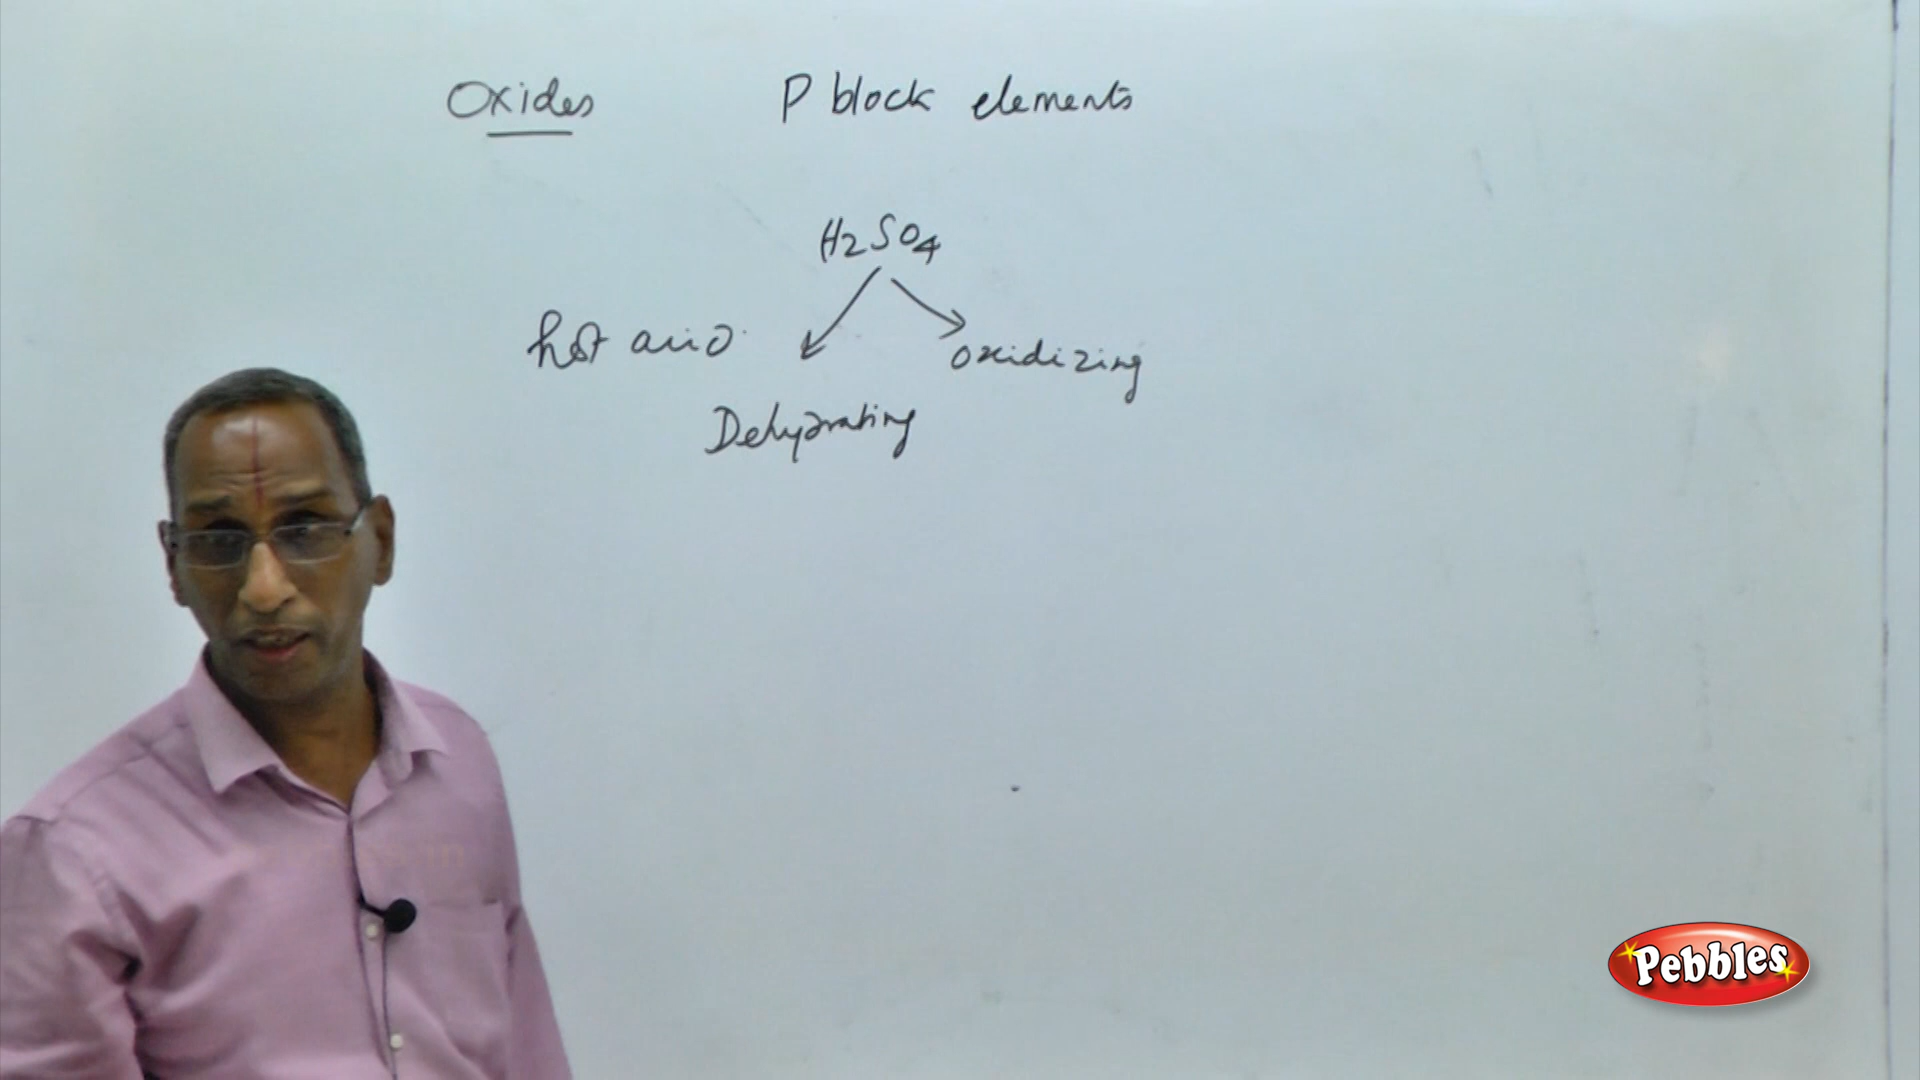 Oxides P block elements
H2SO4
hot acid
oxidizing
Dehydrating
Pebbles